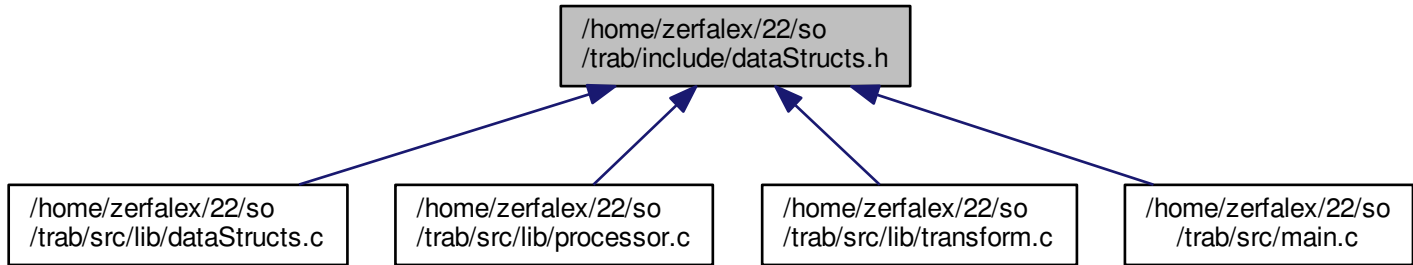 /home/zerfalex/22/so
/trab/include/dataStructs.h
/home/zerfalex/22/so
/trab/src/lib/dataStructs.c
/home/zerfalex/22/so
/trab/src/lib/processor.c
/home/zerfalex/22/so
/trab/src/lib/transform.c
/home/zerfalex/22/so
/trab/src/main.c